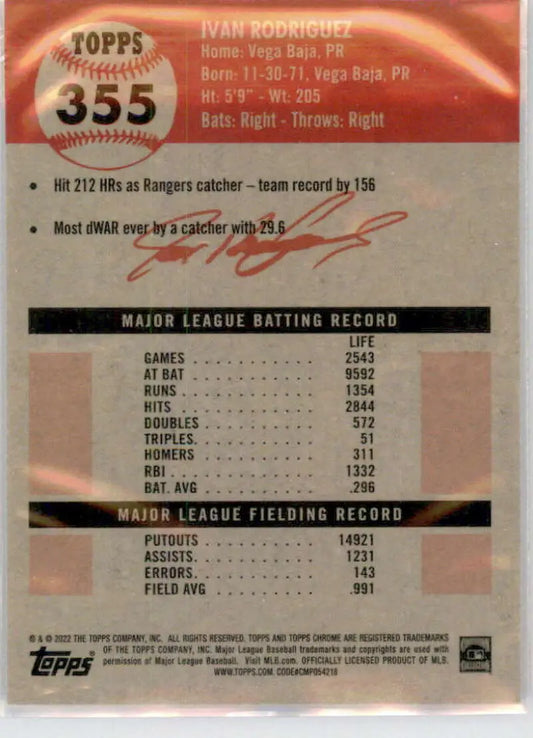 TOPPS
355
IVAN RODRIGUEZ
Home: Vega Baja, PR
Born: 11-30-71, Vega Baja, PR
Ht: 5'9" - Wt: 205
Bats: Right - Throws: Right
• Hit 212 HRs as Rangers catcher – team record by 156
• Most dWAR ever by a catcher with 29.6
MAJOR LEAGUE BATTING RECORD
LIFE
GAMES . . . . . . . . . . . 2543
AT BAT . . . . . . . . . . . 9592
RUNS . . . . . . . . . . . 1354
HITS . . . . . . . . . . . 2844
DOUBLES . . . . . . . . . . 572
TRIPLES. . . . . . . . . . . 51
HOMERS . . . . . . . . . . 311
RBI . . . . . . . . . . . . 1332
BAT. AVG . . . . . . . . . . .296
MAJOR LEAGUE FIELDING RECORD
PUTOUTS . . . . . . . . . . 14921
ASSISTS. . . . . . . . . . . 1231
ERRORS. . . . . . . . . . . 143
FIELD AVG . . . . . . . . . .991
® & © 2022 THE TOPPS COMPANY, INC. ALL RIGHTS RESERVED. TOPPS AND TOPPS CHROME ARE REGISTERED TRADEMARKS
OF THE TOPPS COMPANY, INC. Major League Baseball trademarks and copyrights are used with
topps® permission of Major League Baseball. Visit MLB.com. OFFICIALLY LICENSED PRODUCT OF MLB.
WWW.TOPPS.COM. CODE#CMP054218